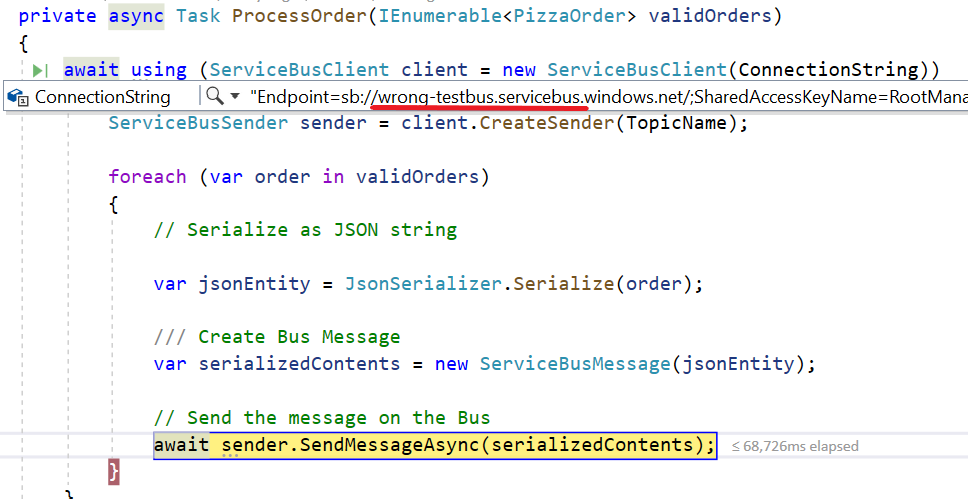 private async Task ProcessOrder(IEnumerable<PizzaOrder> validOrders)
{
await using (ServiceBusClient client = new ServiceBusClient(ConnectionString))
ConnectionString "Endpoint=sb://wrong-testbus.servicebus.windows.net/;SharedAccessKeyName=RootMana
ServiceBusSender sender = client.CreateSender(TopicName);
foreach (var order in validOrders)
{
// Serialize as JSON string
var jsonEntity = JsonSerializer.Serialize(order);
/// Create Bus Message
var serializedContents = new ServiceBusMessage(jsonEntity);
// Send the message on the Bus
await sender.SendMessageAsync(serializedContents); ≤ 68,726ms elapsed
}
}